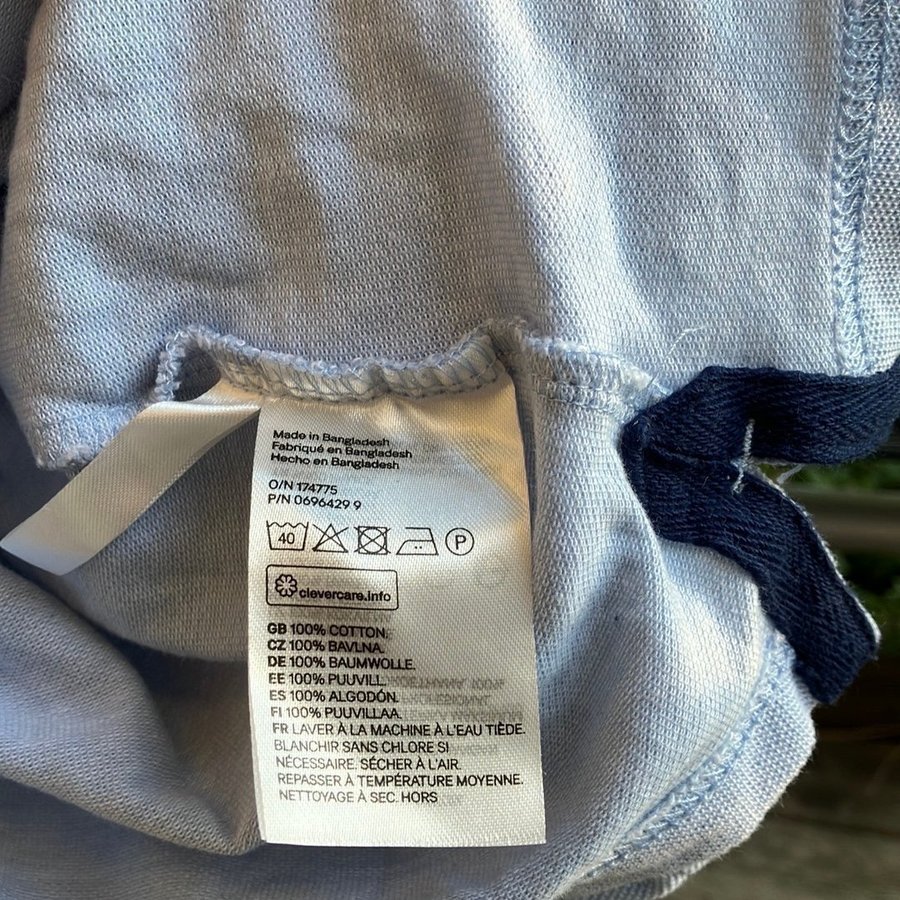 Made in Bangladesh
Fabriqué en Bangladesh
Hecho en Bangladesh
O/N 174775
P/N 0696429 9
40 P
clevercare.info
GB 100% COTTON.
CZ 100% BAVLNA.
DE 100% BAUMWOLLE.
EE 100% PUUVILL.
ES 100% ALGODÓN.
FI 100% PUUVILLAA.
FR LAVER À LA MACHINE À L'EAU TIÈDE.
BLANCHIR SANS CHLORE SI
NÉCESSAIRE. SÉCHER À L'AIR.
REPASSER À TEMPÉRATURE MOYENNE.
NETTOYAGE À SEC. HORS